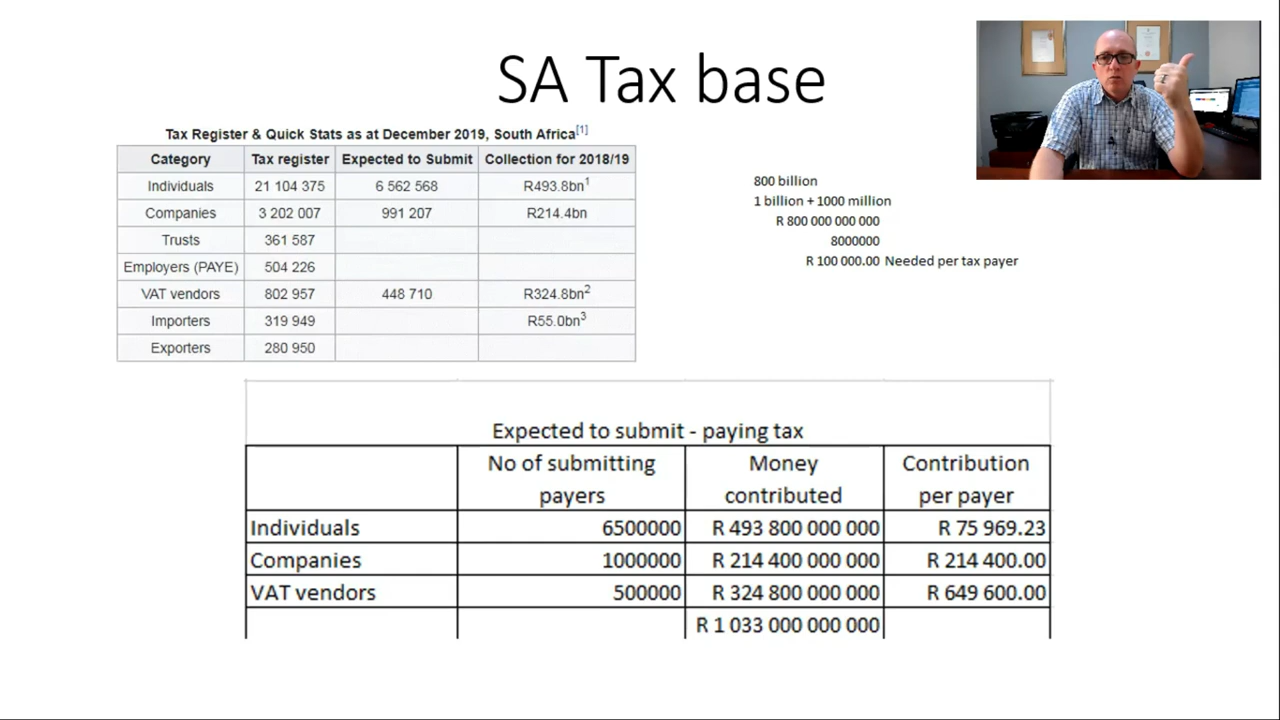 SA Tax base
Tax Register & Quick Stats as at December 2019, South Africa[1]
Category Tax register Expected to Submit Collection for 2018/19
Individuals 21 104 375 6 562 568 R493.8bn1
Companies 3 202 007 991 207 R214.4bn
Trusts 361 587
Employers (PAYE) 504 226
VAT vendors 802 957 448 710 R324.8bn2
Importers 319 949 R55.0bn3
Exporters 280 950
800 billion
1 billion + 1000 million
R 800 000 000 000
8000000
R 100 000.00 Needed per tax payer
Expected to submit - paying tax
No of submitting payers Money contributed Contribution per payer
Individuals 6500000 R 493 800 000 000 R 75 969.23
Companies 1000000 R 214 400 000 000 R 214 400.00
VAT vendors 500000 R 324 800 000 000 R 649 600.00
R 1 033 000 000 000